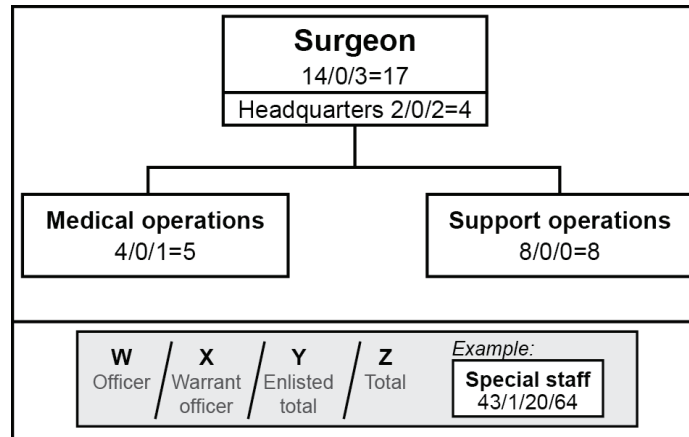 Surgeon
14/0/3=17
Headquarters 2/0/2=4
Medical operations
4/0/1=5
Support operations
8/0/0=8
W
Officer
X
Warrant
officer
Y
Enlisted
total
Z
Total
Example:
Special staff
43/1/20/64